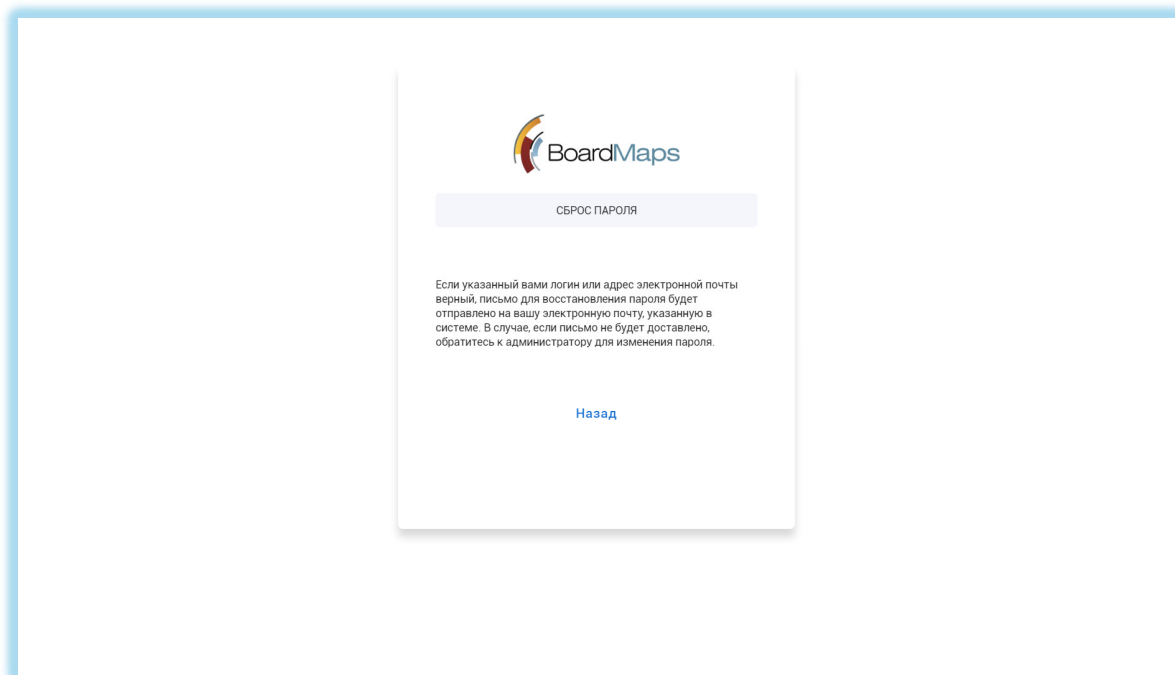 BoardMaps
СБРОС ПАРОЛЯ
Если указанный вами логин или адрес электронной почты
верный, письмо для восстановления пароля будет
отправлено на вашу электронную почту, указанную в
системе. В случае, если письмо не будет доставлено,
обратитесь к администратору для изменения пароля.
Назад